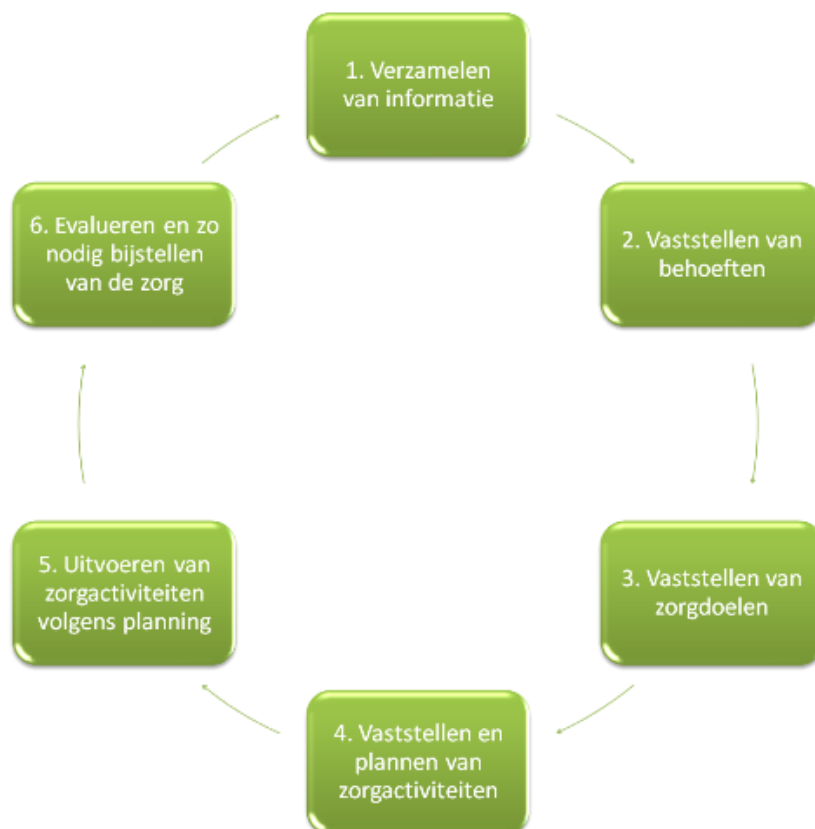 1. Verzamelen
van informatie
2. Vaststellen van
behoeften
3. Vaststellen van
zorgdoelen
4. Vaststellen en
plannen van
zorgactiviteiten
5. Uitvoeren van
zorgactiviteiten
volgens planning
6. Evalueren en zo
nodig bijstellen
van de zorg